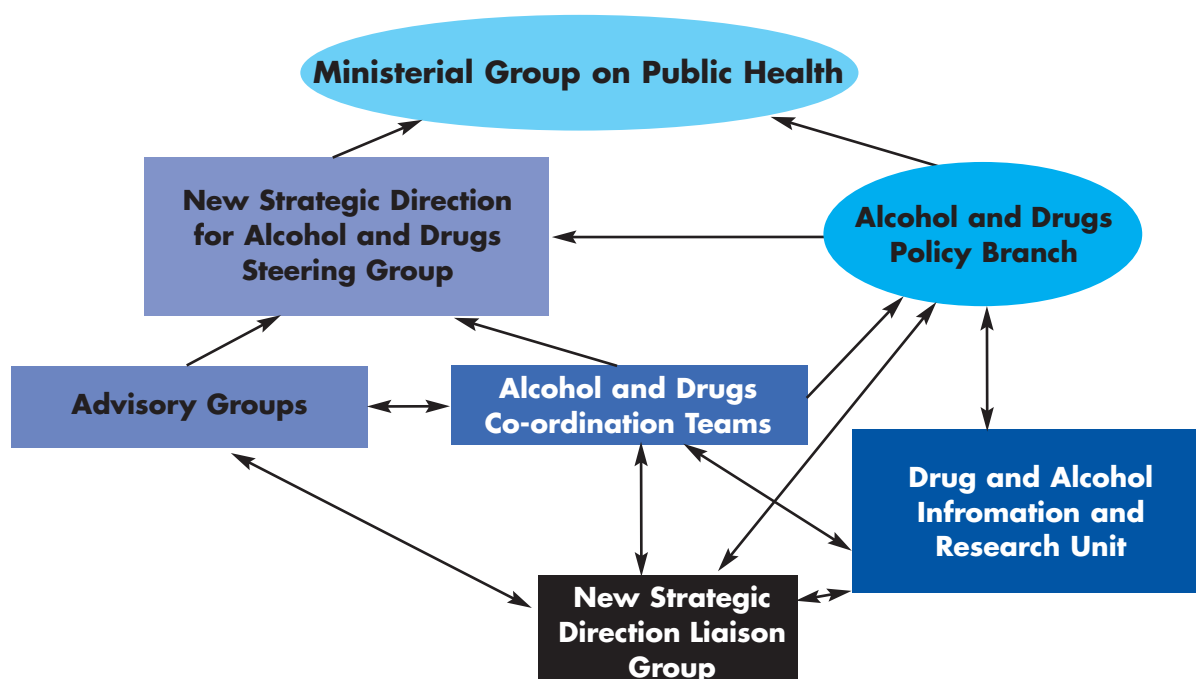 Ministerial Group on Public Health
New Strategic Direction
for Alcohol and Drugs
Steering Group
Alcohol and Drugs
Policy Branch
Advisory Groups
Alcohol and Drugs
Co-ordination Teams
Drug and Alcohol
Infromation and
Research Unit
New Strategic
Direction Liaison
Group